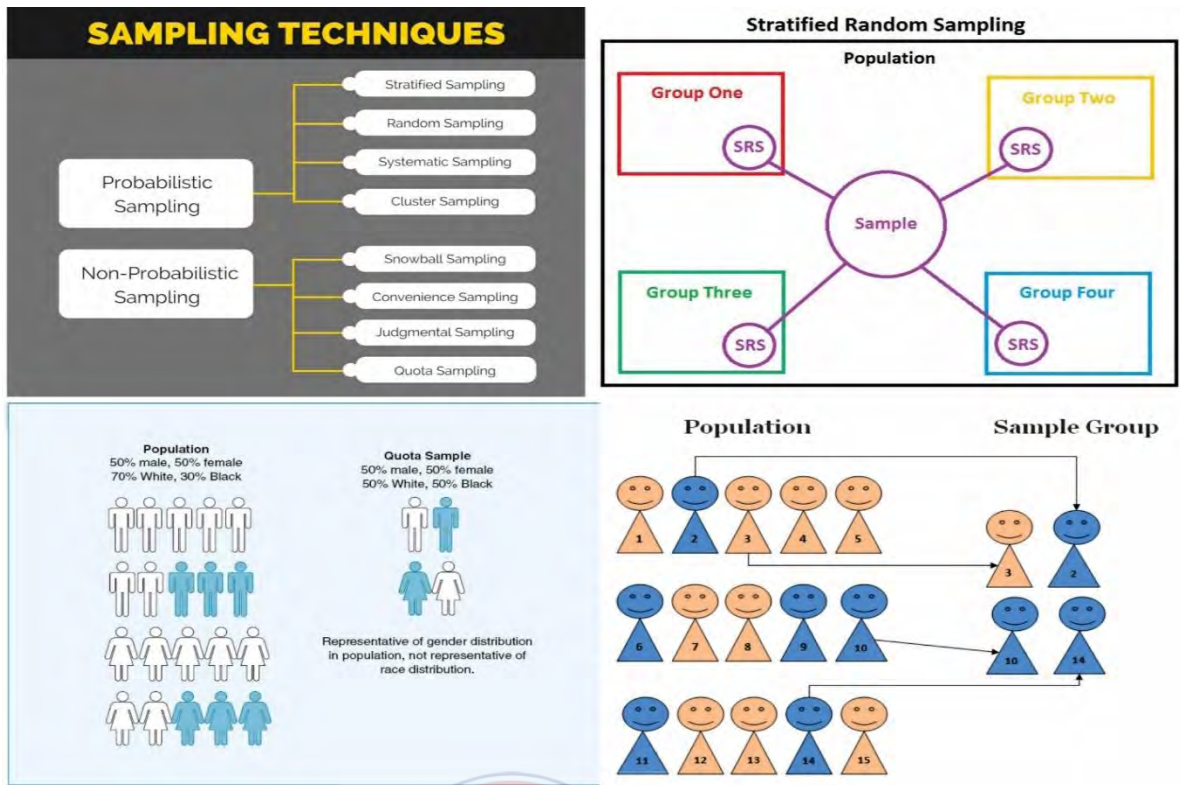 SAMPLING TECHNIQUES
Probabilistic
Sampling
Stratified Sampling
Random Sampling
Systematic Sampling
Cluster Sampling
Non-Probabilistic
Sampling
Snowball Sampling
Convenience Sampling
Judgmental Sampling
Quota Sampling
Stratified Random Sampling
Population
Group One
SRS
Group Two
SRS
Sample
Group Three
SRS
Group Four
SRS
Population
50% male, 50% female
70% White, 30% Black
Quota Sample
50% male, 50% female
50% White, 50% Black
Representative of gender distribution
in population, not representative of
race distribution.
Population
Sample Group
1 2 3 4 5
3 2
6 7 8 9 10
10 14
11 12 13 14 15